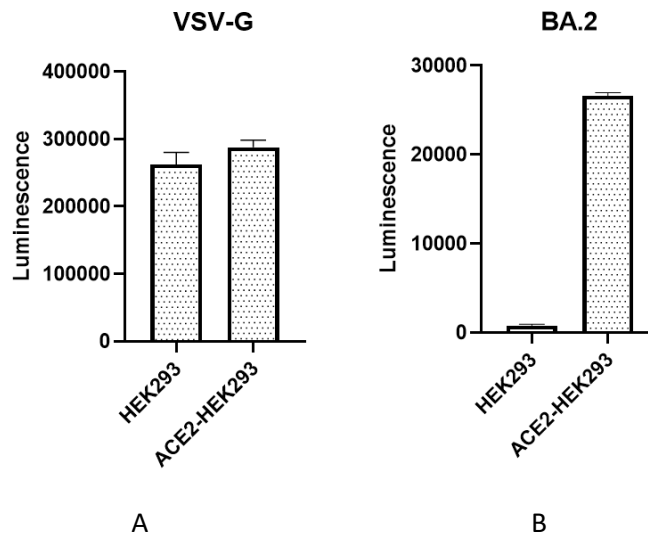 VSV-G
400000
300000
200000
100000
0
Luminescence
HEK293
ACE2-HEK293
A
BA.2
30000
20000
10000
0
Luminescence
HEK293
ACE2-HEK293
B